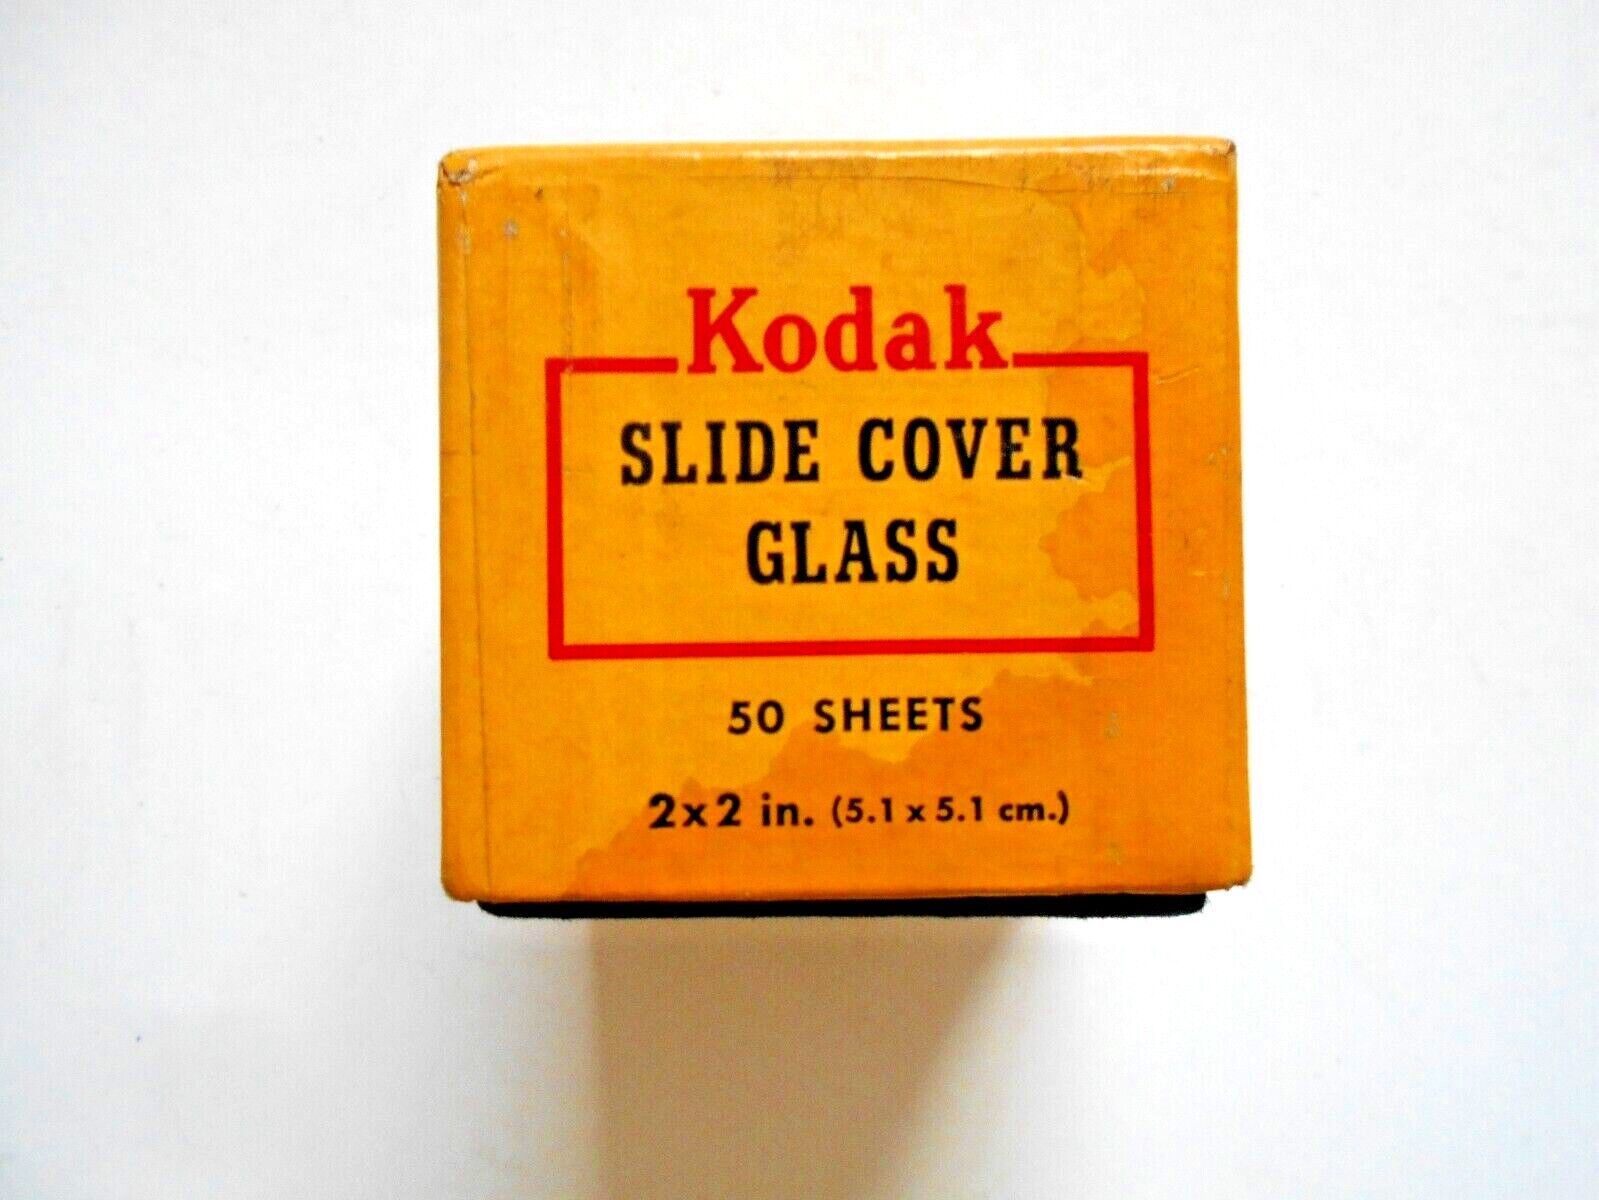 Kodak
SLIDE COVER
GLASS
50 SHEETS
2x2 in. (5.1 x 5.1 cm.)